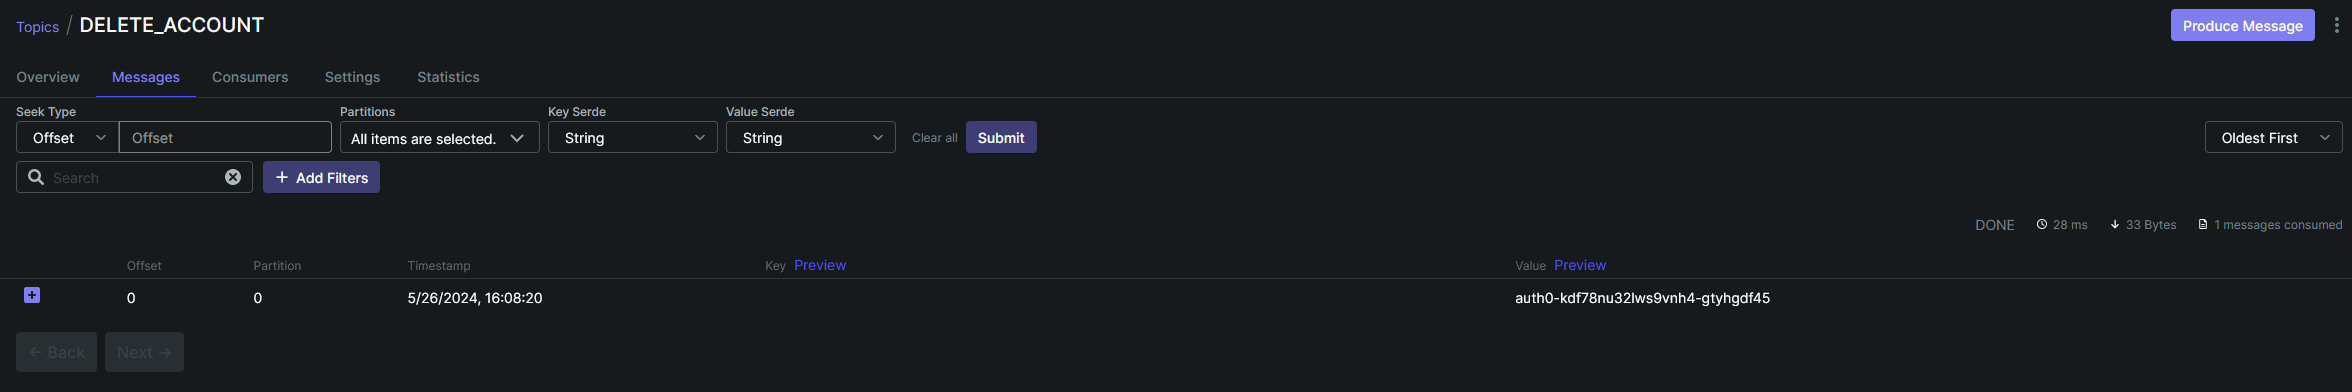 Topics / DELETE_ACCOUNT
Produce Message
Overview Messages Consumers Settings Statistics
Seek Type Partitions Key Serde Value Serde
Offset Offset All items are selected. String String Clear all Submit Oldest First
Search + Add Filters
DONE 28 ms 33 Bytes 1 messages consumed
Offset Partition Timestamp Key Preview Value Preview
0 0 5/26/2024, 16:08:20 auth0-kdf78nu32lws9vnh4-gtyhgdf45
← Back Next →